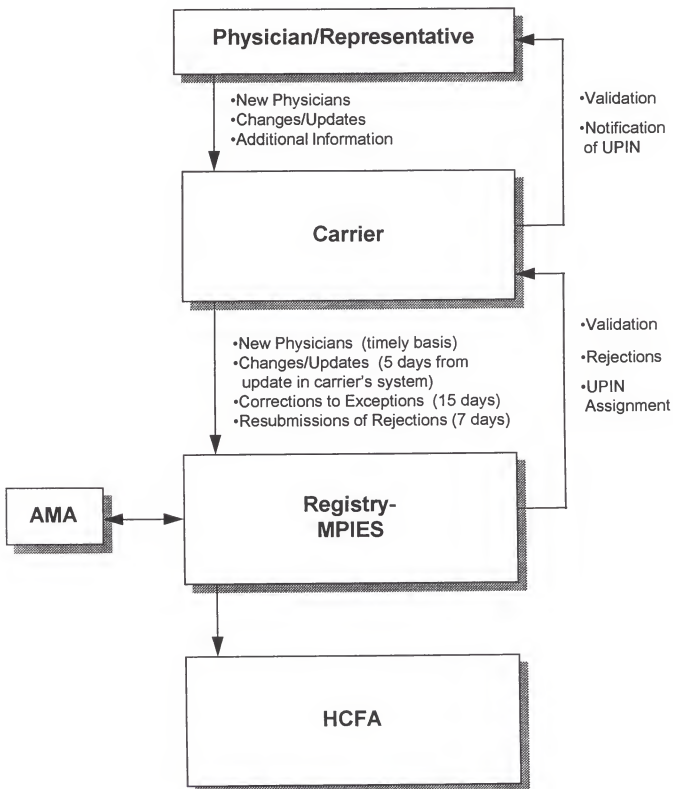 Physician/Representative
•New Physicians
•Changes/Updates
•Additional Information
•Validation
•Notification
of UPIN
Carrier
•New Physicians (timely basis)
•Changes/Updates (5 days from
update in carrier's system)
•Corrections to Exceptions (15 days)
•Resubmissions of Rejections (7 days)
•Validation
•Rejections
•UPIN
Assignment
AMA
Registry-
MPIES
HCFA